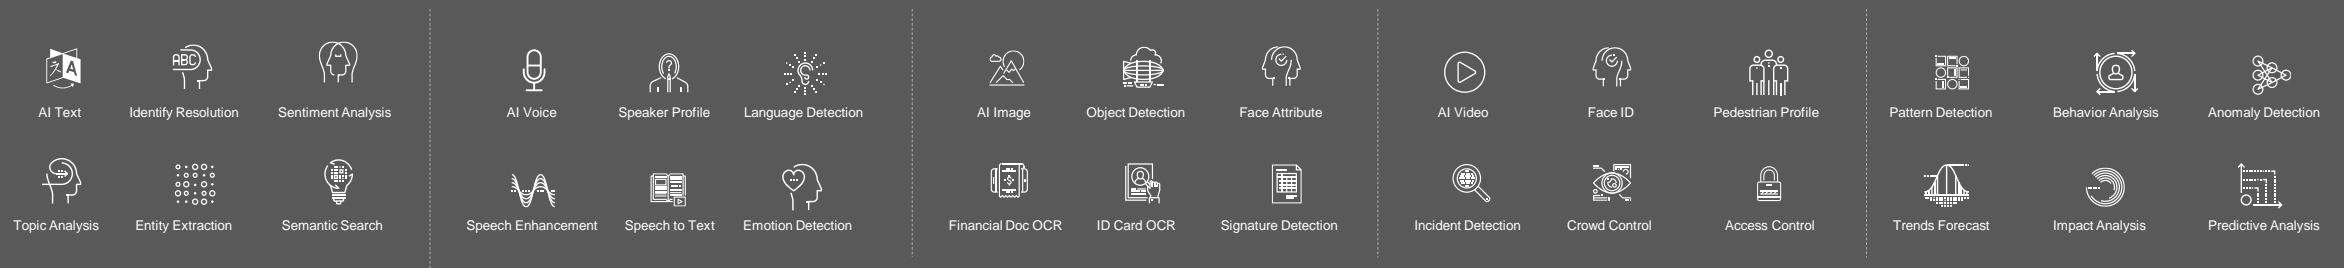 AI Text
Identify Resolution
Sentiment Analysis
Topic Analysis
Entity Extraction
Semantic Search
AI Voice
Speaker Profile
Language Detection
Speech Enhancement
Speech to Text
Emotion Detection
AI Image
Object Detection
Face Attribute
Financial Doc OCR
ID Card OCR
Signature Detection
AI Video
Face ID
Pedestrian Profile
Incident Detection
Crowd Control
Access Control
Pattern Detection
Behavior Analysis
Anomaly Detection
Trends Forecast
Impact Analysis
Predictive Analysis
ABC
A
?